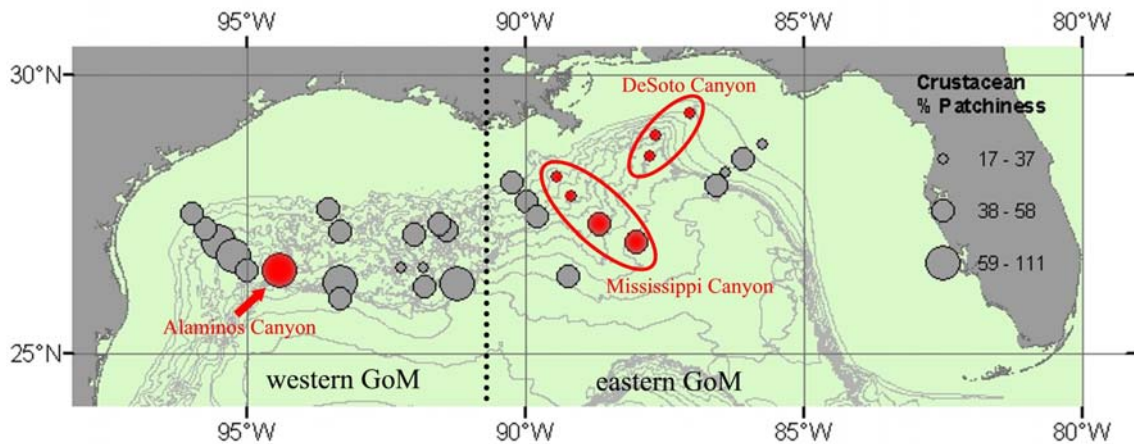 95°W 90°W 85°W 80°W
30°N
DeSoto Canyon
Crustacean
% Patchiness
17 - 37
38 - 58
59 - 111
Mississippi Canyon
Alaminos Canyon
25°N
western GoM eastern GoM
95°W 90°W 85°W 80°W